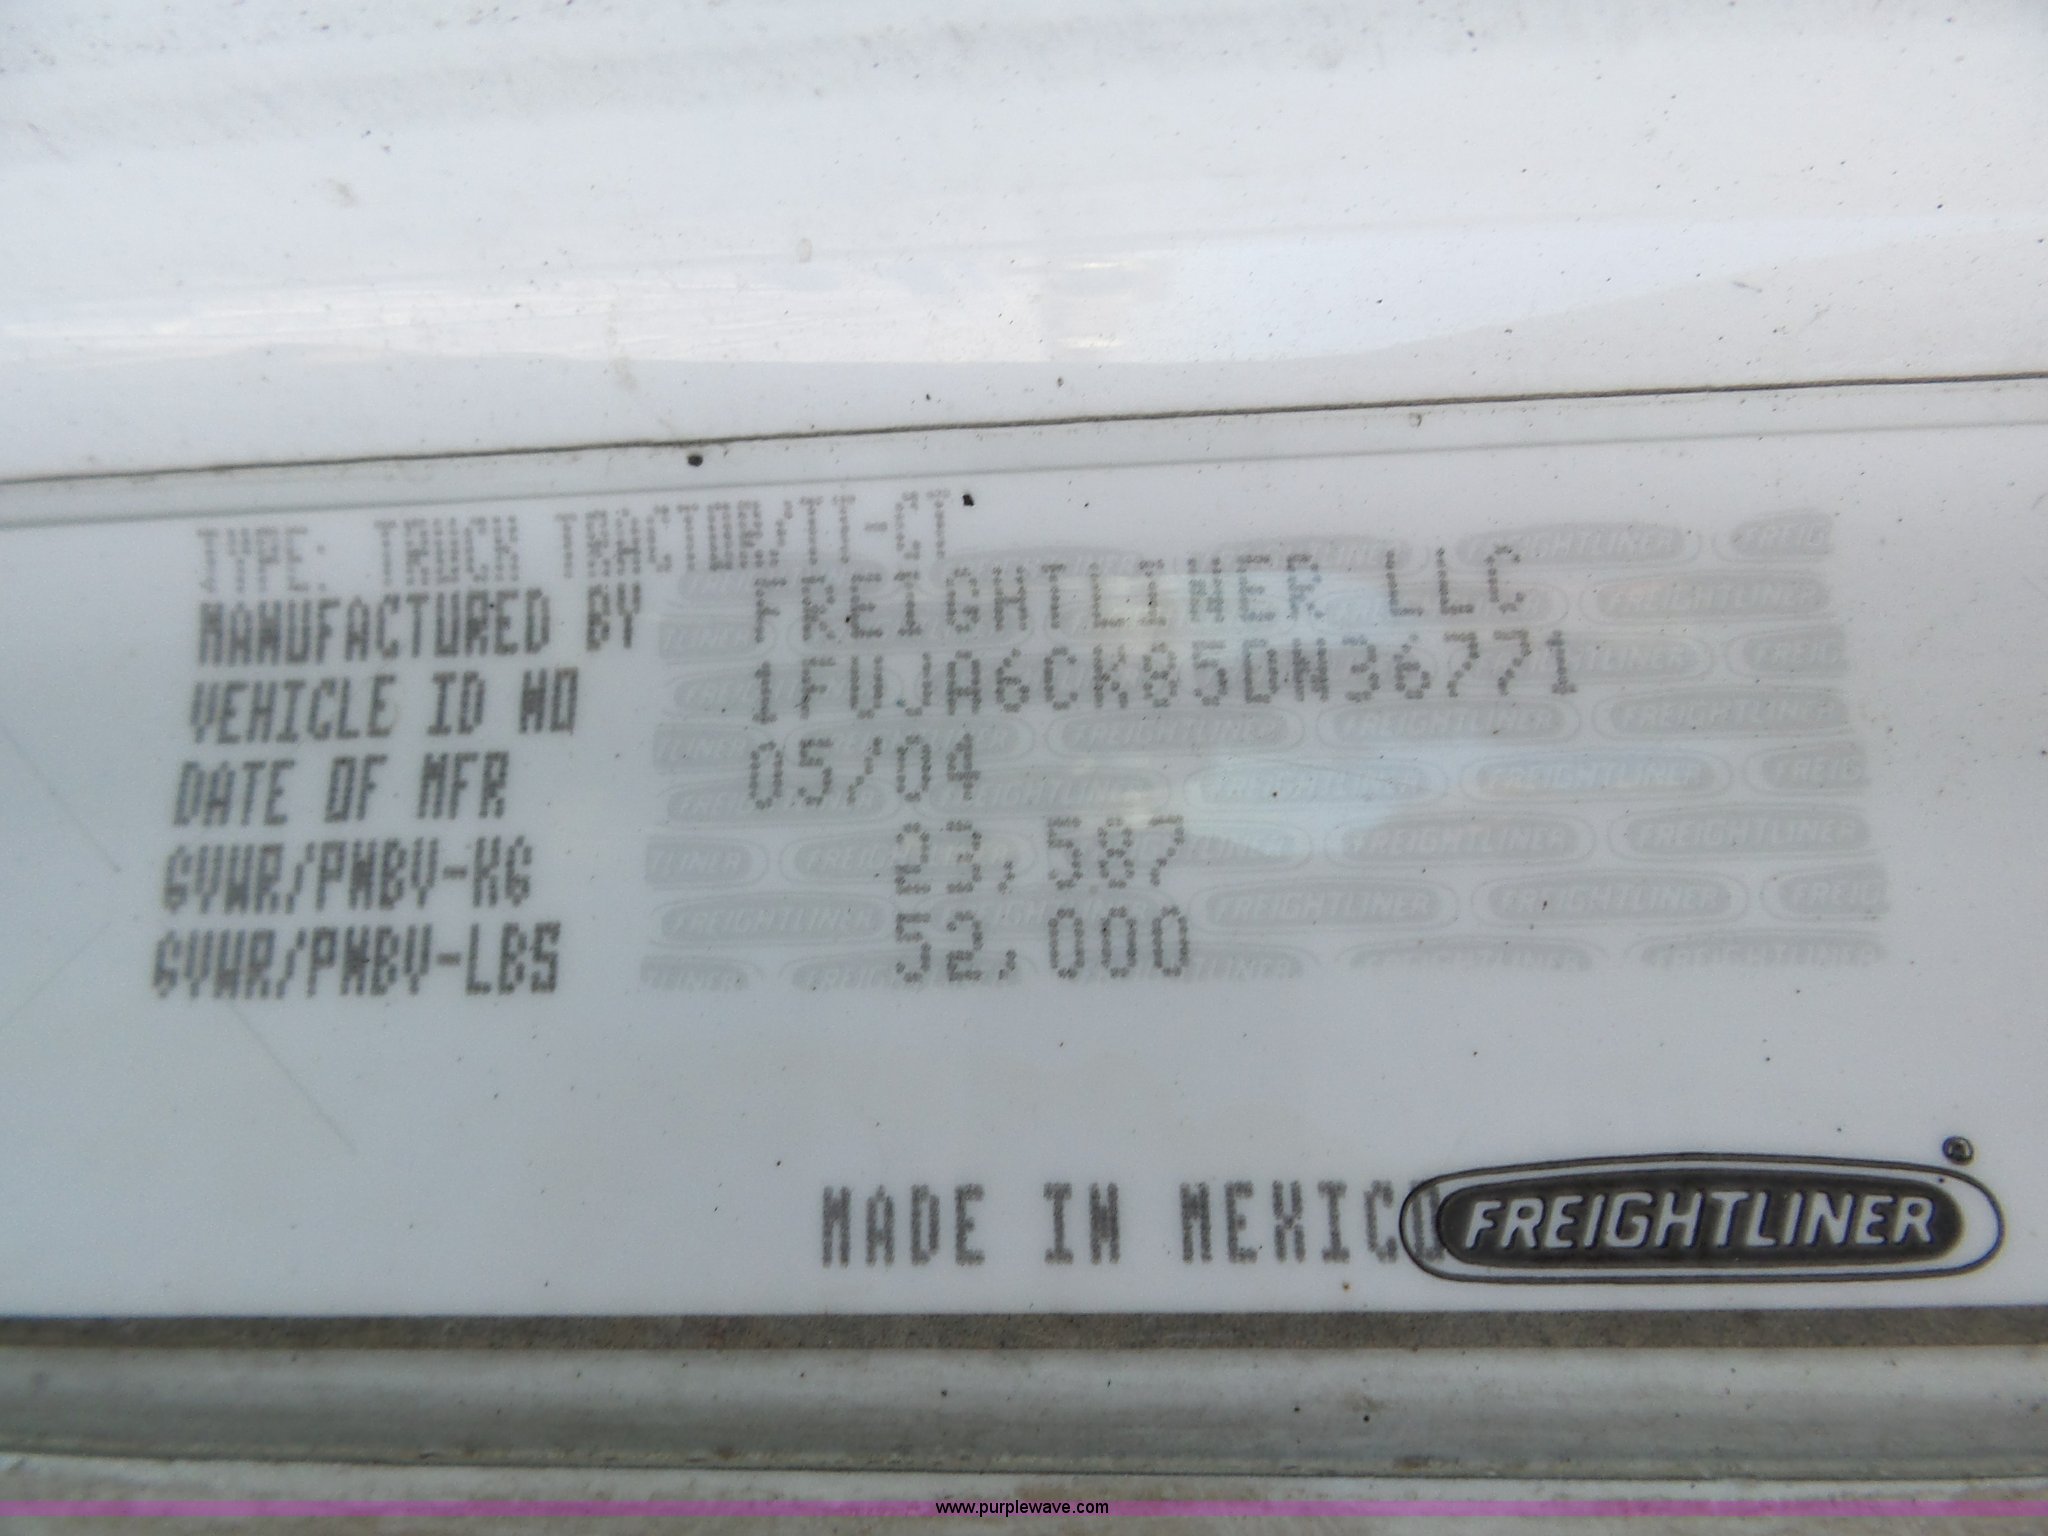 TYPE: TRUCK TRACTOR/TT-CT
MANUFACTURED BY FREIGHTLINER LLC
VEHICLE ID NO 1FUJA6CK85DN36771
DATE OF MFR 05/04
GVWR/PNBV-KG 23,587
GVWR/PNBV-LBS 52,000
MADE IN MEXICO FREIGHTLINER®
www.purplewave.com